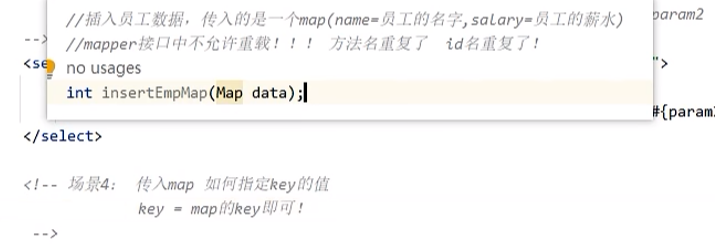 //插入员工数据，传入的是一个map(name=员工的名字,salary=员工的薪水)
param2
-->
//mapper接口中不允许重载！！！ 方法名重复了 id名重复了!
<se
">
no usages
int insertEmpMap(Map data);
#{param
</select>
<!-- 场景4： 传入map 如何指定key的值
key = map的key即可！
-->